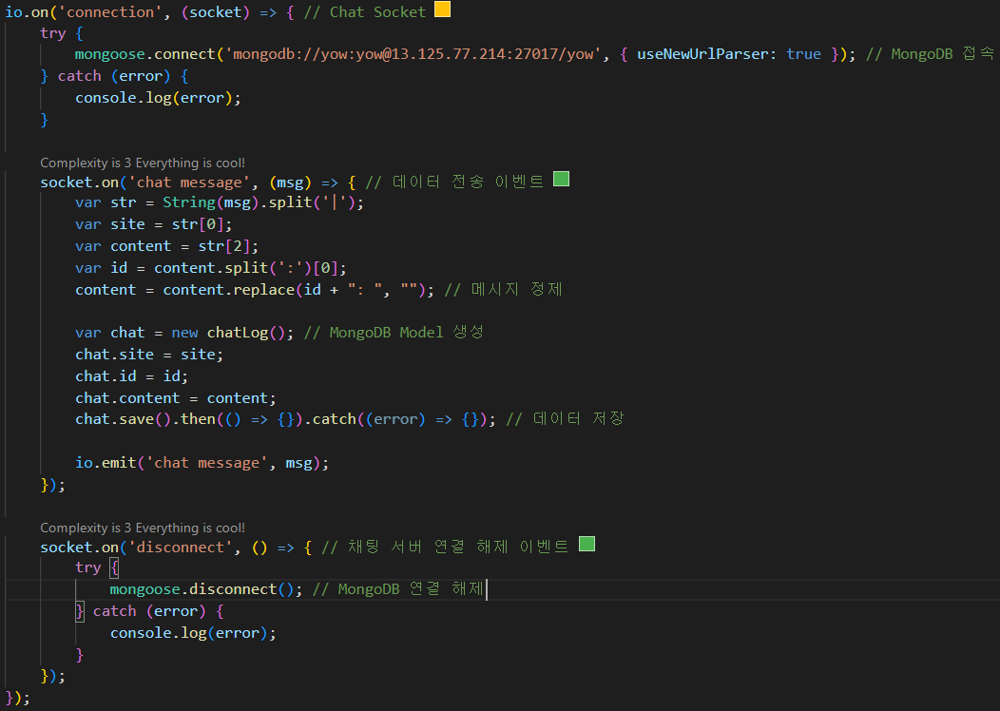 io.on('connection', (socket) => { // Chat Socket
try {
mongoose.connect('mongodb://yow:yow@13.125.77.214:27017/yow', { useNewUrlParser: true }); // MongoDB 접속
} catch (error) {
console.log(error);
}
Complexity is 3 Everything is cool!
socket.on('chat message', (msg) => { // 데이터 전송 이벤트
var str = String(msg).split('|');
var site = str[0];
var content = str[2];
var id = content.split(':')[0];
content = content.replace(id + ": ", ""); // 메시지 정제
var chat = new chatLog(); // MongoDB Model 생성
chat.site = site;
chat.id = id;
chat.content = content;
chat.save().then(() => {}).catch((error) => {}); // 데이터 저장
io.emit('chat message', msg);
});
Complexity is 3 Everything is cool!
socket.on('disconnect', () => { // 채팅 서버 연결 해제 이벤트
try {
mongoose.disconnect(); // MongoDB 연결 해제
} catch (error) {
console.log(error);
}
});
});